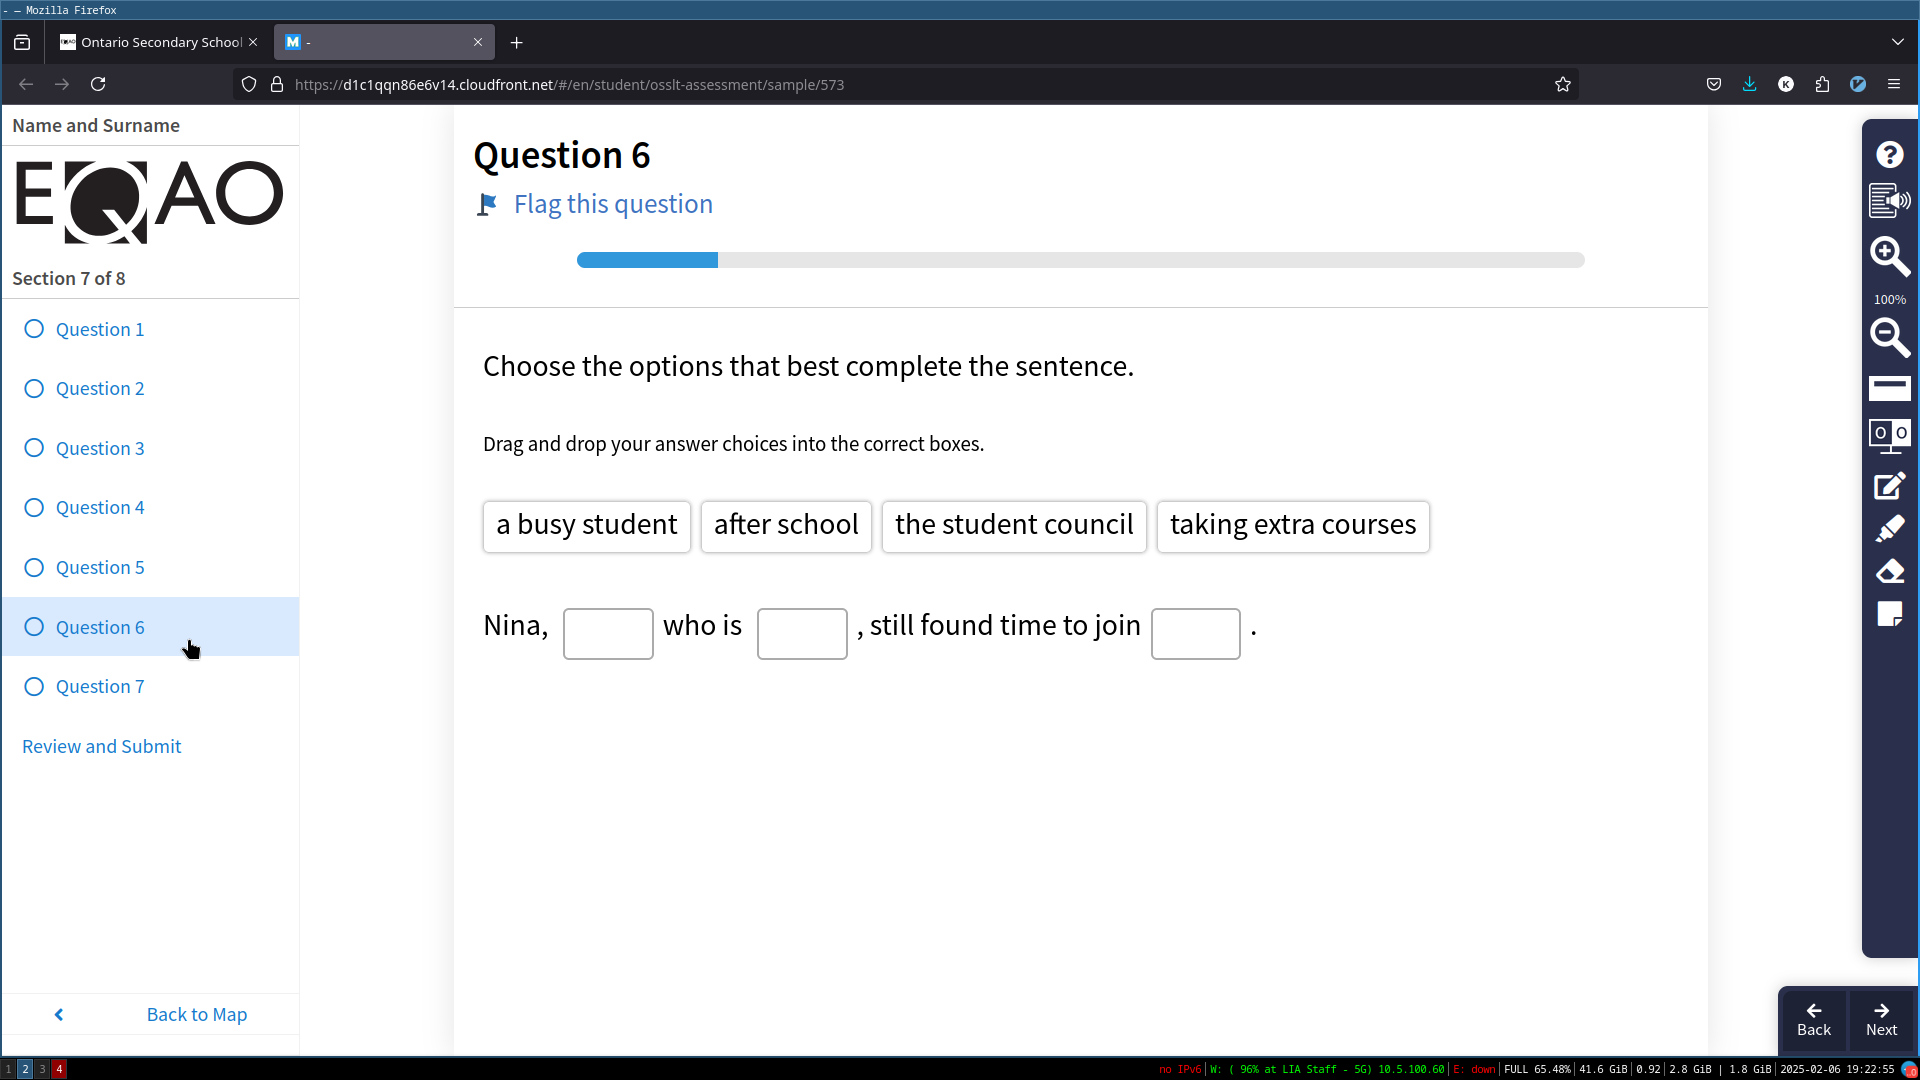 - — Mozilla Firefox
EQAO Ontario Secondary School
M -
https://d1c1qqn86e6v14.cloudfront.net/#/en/student/osslt-assessment/sample/573
K
Name and Surname
EQAO
Section 7 of 8
Question 1
Question 2
Question 3
Question 4
Question 5
Question 6
Question 7
Review and Submit
Back to Map
Question 6
Flag this question
Choose the options that best complete the sentence.
Drag and drop your answer choices into the correct boxes.
a busy student after school the student council taking extra courses
Nina, who is , still found time to join .
?
100%
O O
Back
Next
1 2 3 4
no IPv6 | W: ( 96% at LIA Staff - 5G) 10.5.100.60 | E: down | FULL 65.48% | 41.6 GiB | 0.92 | 2.8 GiB | 1.8 GiB | 2025-02-06 19:22:55